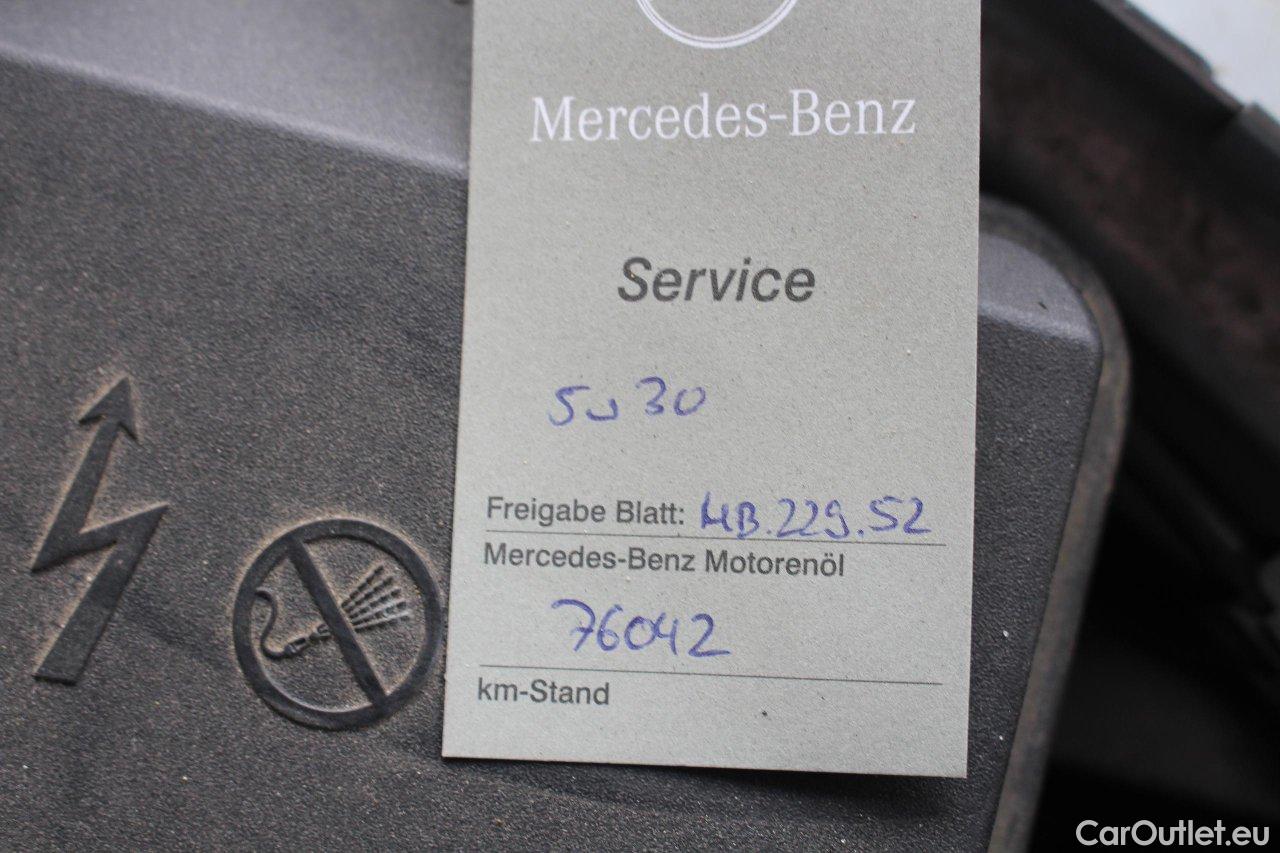 Mercedes-Benz
Service
5w30
Freigabe Blatt: MB.229.52
Mercedes-Benz Motorenöl
76042
km-Stand
CarOutlet.eu